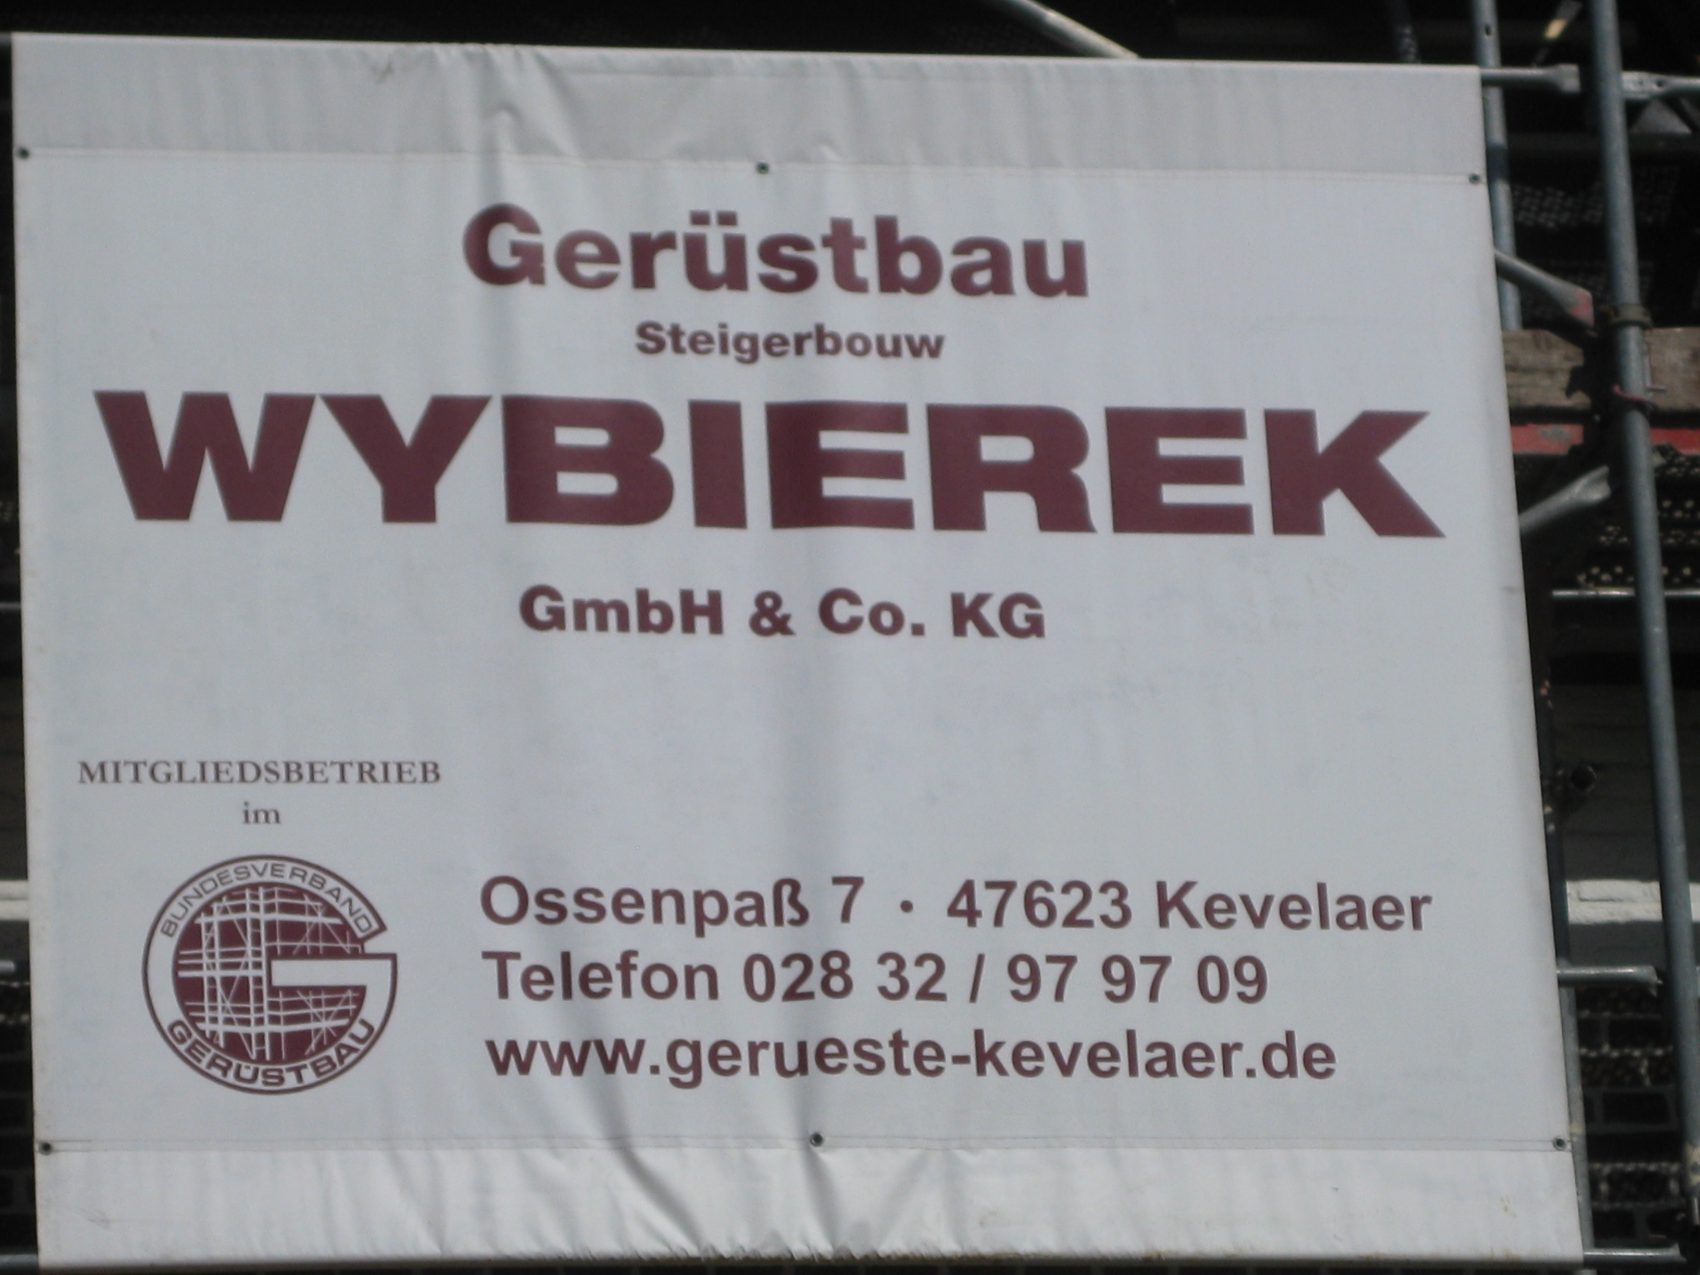 Gerüstbau
Steigerbouw
WYBIEREK
GmbH & Co. KG
MITGLIEDSBETRIEB
im
BUNDESVERBAND
GERÜSTBAU
Ossenpaß 7 · 47623 Kevelaer
Telefon 028 32 / 97 97 09
www.gerueste-kevelaer.de